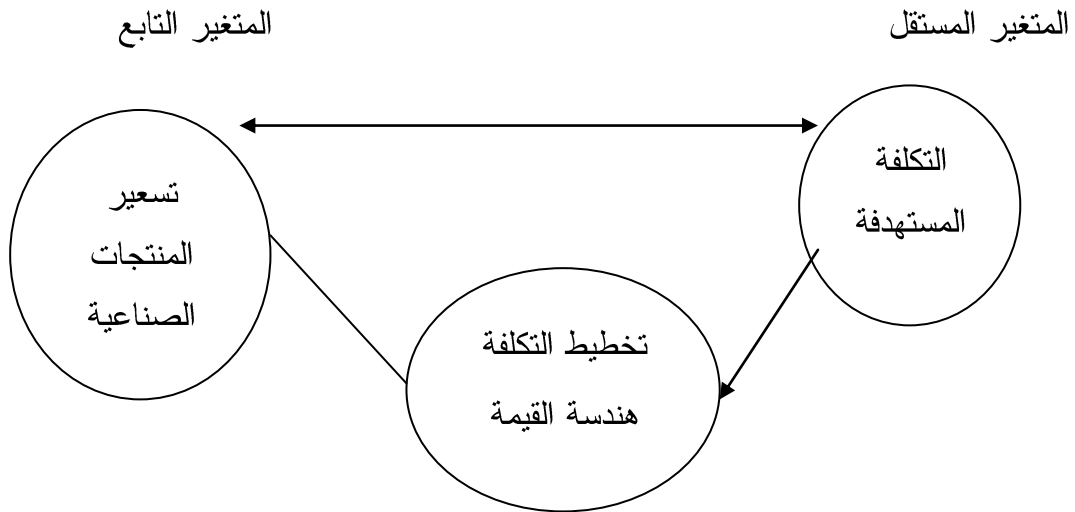 المتغير المستقل
المتغير التابع
التكلفة
المستهدفة
تسعير
المنتجات
الصناعية
تخطيط التكلفة
هندسة القيمة